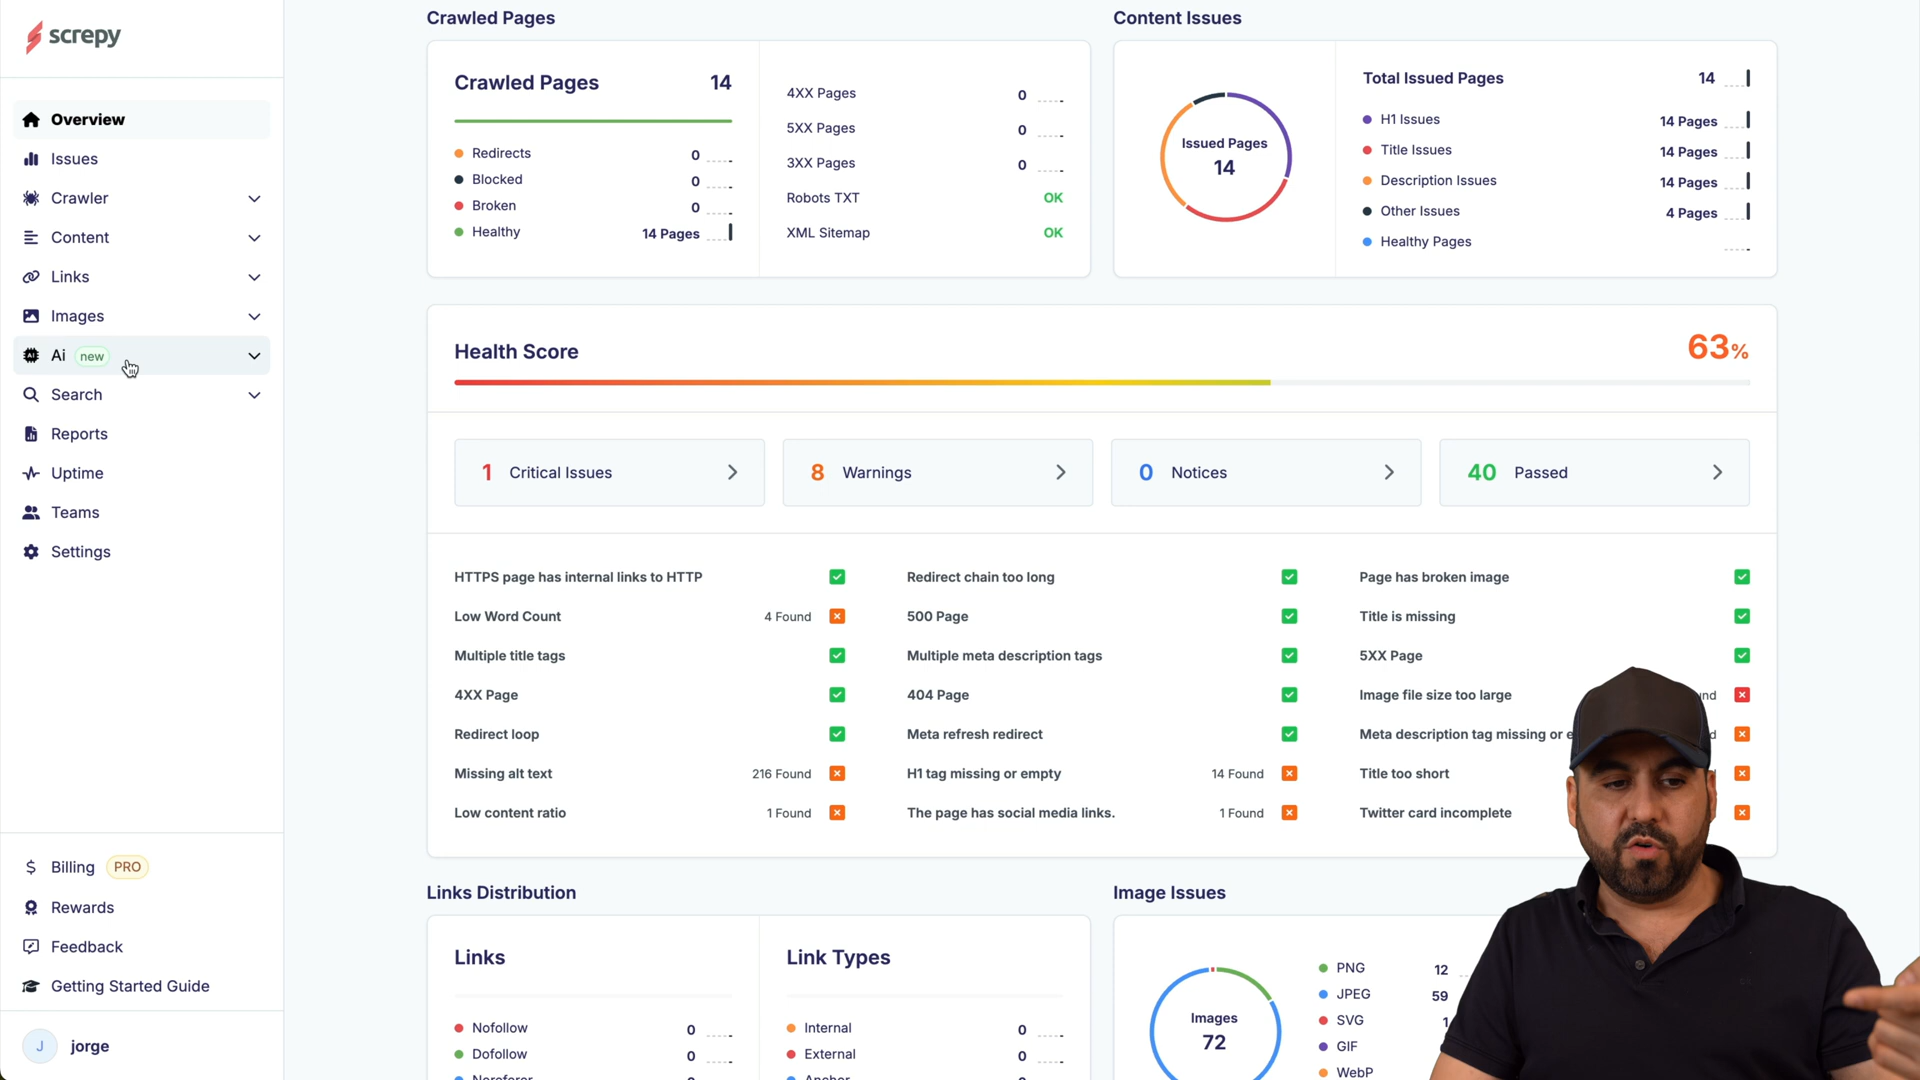 screpy
Overview
Issues
Crawler
Content
Links
Images
Ai new
Search
Reports
Uptime
Teams
Settings
Billing PRO
Rewards
Feedback
Getting Started Guide
J jorge
Crawled Pages
Crawled Pages 14
Redirects 0
Blocked 0
Broken 0
Healthy 14 Pages
4XX Pages 0
5XX Pages 0
3XX Pages 0
Robots TXT OK
XML Sitemap OK
Content Issues
Issued Pages
14
Total Issued Pages 14
H1 Issues 14 Pages
Title Issues 14 Pages
Description Issues 14 Pages
Other Issues 4 Pages
Healthy Pages
Health Score 63%
1 Critical Issues
8 Warnings
0 Notices
40 Passed
HTTPS page has internal links to HTTP
Low Word Count 4 Found
Multiple title tags
4XX Page
Redirect loop
Missing alt text 216 Found
Low content ratio 1 Found
Redirect chain too long
500 Page
Multiple meta description tags
404 Page
Meta refresh redirect
H1 tag missing or empty 14 Found
The page has social media links. 1 Found
Page has broken image
Title is missing
5XX Page
Image file size too large
Meta description tag missing or
Title too short
Twitter card incomplete
Links Distribution
Links
Nofollow 0
Dofollow 0
Link Types
Internal 0
External 0
Image Issues
Images
72
PNG 12
JPEG 59
SVG 1
GIF
WebP